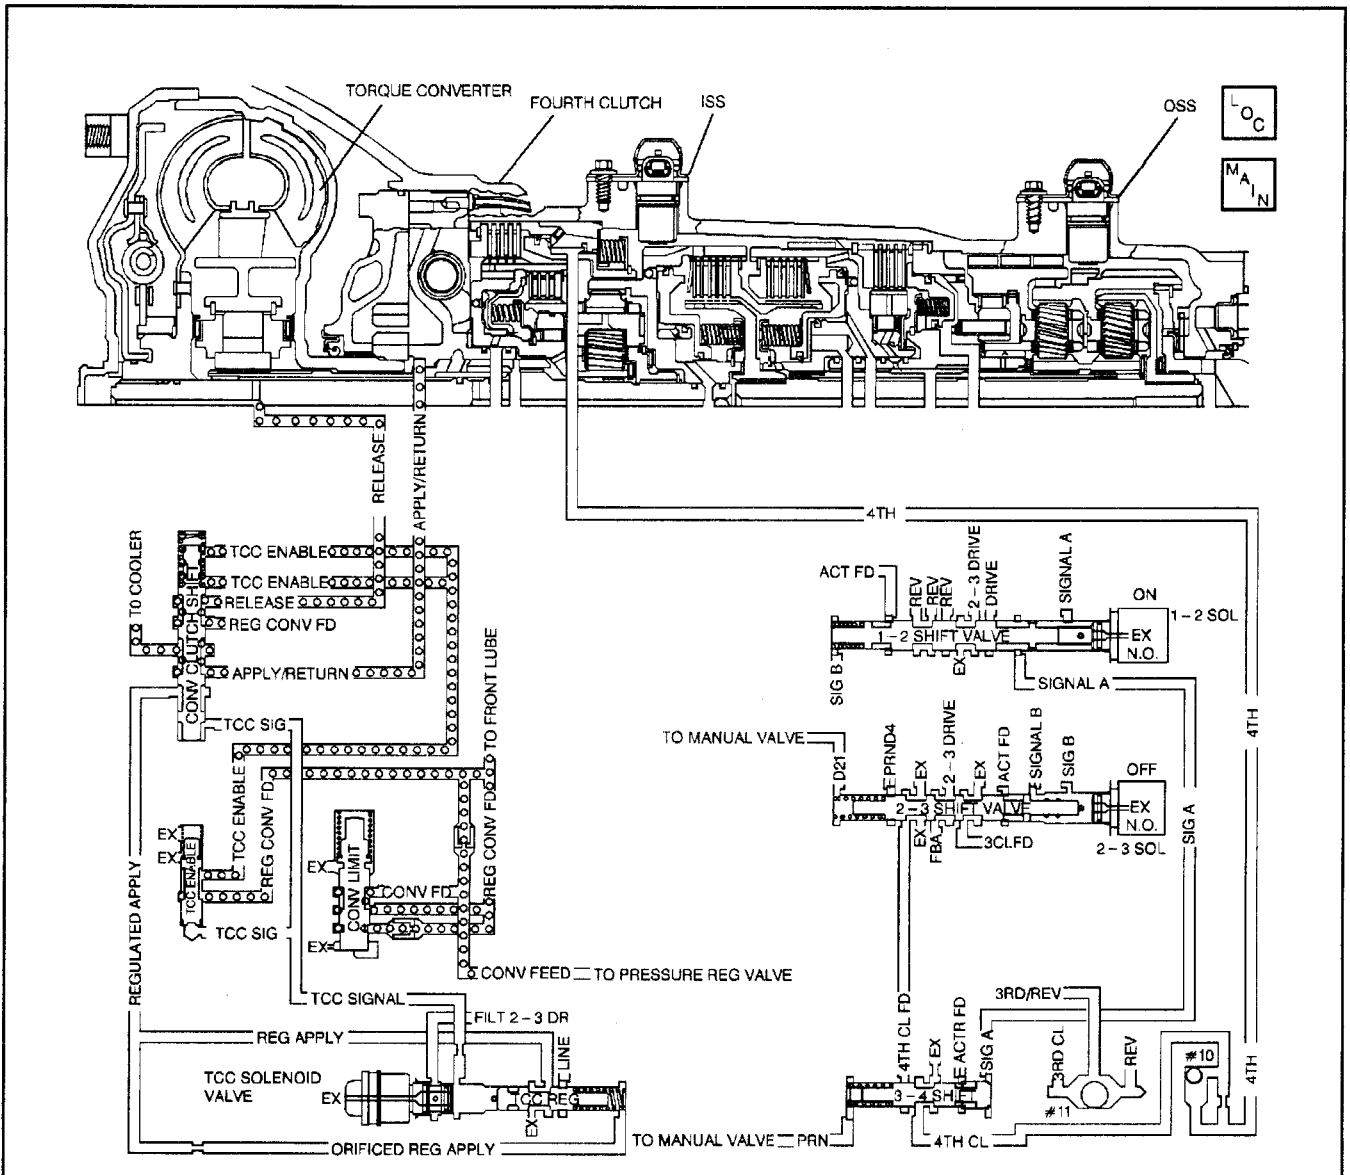 TORQUE CONVERTER
FOURTH CLUTCH
ISS
OSS
LOC
MAIN
RELEASE
APPLY/RETURN
4TH
TO COOLER
TCC ENABLE
TCC ENABLE
RELEASE
REG CONV FD
APPLY/RETURN
CONV CLUTCH SHIFT
TCC SIG
ACT FD
REV
REV
REV
2-3 DRIVE
DRIVE
SIGNAL A
ON
1-2 SOL
1-2 SHIFT VALVE
EX
N.O.
SIG B
EX
SIGNAL A
4TH
TO FRONT LUBE
TO MANUAL VALVE
D21
PRND4
EX
2-3 DRIVE
EX
ACT FD
SIGNAL B
SIG B
OFF
2-3 SHIFT VALVE
EX
N.O.
2-3 SOL
EX
FBA
3CLFD
SIG A
TCC ENABLE
REG CONV FD
REG CONV FD
EX
EX
TCC ENABLE
TCC SIG
EX
CONV LIMIT
CONV FD
EX
REGULATED APPLY
CONV FEED
TO PRESSURE REG VALVE
TCC SIGNAL
FILT 2-3 DR
REG APPLY
LINE
TCC SOLENOID
VALVE
EX
TCC REG
EX
ORIFICED REG APPLY
4TH CL FD
EX
ACTR FD
SIG A
3-4 SHIFT
TO MANUAL VALVE
PRN
4TH CL
3RD/REV
3RD CL
REV
#11
#10
4TH